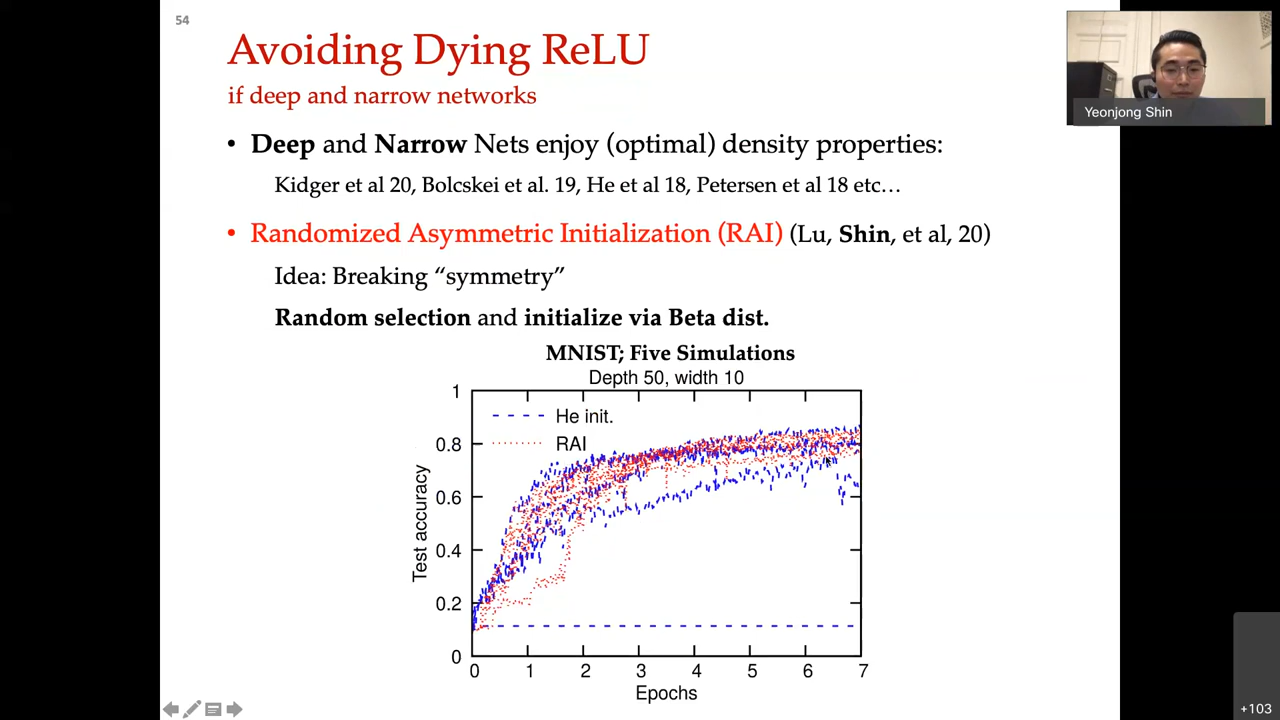 54
Avoiding Dying ReLU
if deep and narrow networks
• Deep and Narrow Nets enjoy (optimal) density properties:
Kidger et al 20, Bolcskei et al. 19, He et al 18, Petersen et al 18 etc…
• Randomized Asymmetric Initialization (RAI) (Lu, Shin, et al, 20)
Idea: Breaking “symmetry”
Random selection and initialize via Beta dist.
MNIST; Five Simulations
Depth 50, width 10
He init.
RAI
Test accuracy
1
0.8
0.6
0.4
0.2
0
0 1 2 3 4 5 6 7
Epochs
Yeonjong Shin
+103